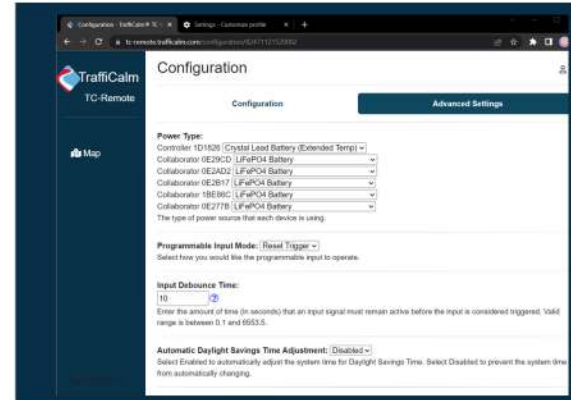 Configuration - TraffiCalm® TC-
Settings - Customize profile
TraffiCalm
TC-Remote
Map
Configuration
Configuration
Advanced Settings
Power Type:
Controller 1D1826 Crystal Lead Battery (Extended Temp)
Collaborator 0E29CD LiFePO4 Battery
Collaborator 0E2AD2 LiFePO4 Battery
Collaborator 0E2B17 LiFePO4 Battery
Collaborator 1BE86C LiFePO4 Battery
Collaborator 0E277B LiFePO4 Battery
The type of power source that each device is using.
Programmable Input Mode: Reset Trigger
Select how you would like the programmable input to operate.
Input Debounce Time:
10
Enter the amount of time (in seconds) that an input signal must remain active before the input is considered triggered. Valid
range is between 0.1 and 6553.5.
Automatic Daylight Savings Time Adjustment: Disabled
Select Enabled to automatically adjust the system time for Daylight Savings Time. Select Disabled to prevent the system time
from automatically changing.